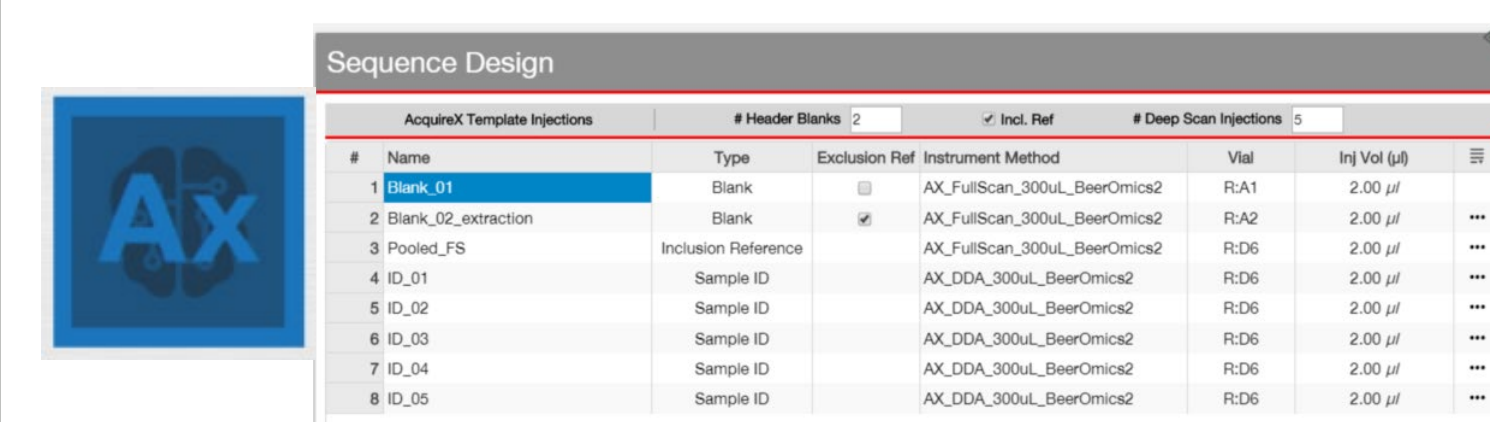 Sequence Design
AcquireX Template Injections # Header Blanks 2 Incl. Ref # Deep Scan Injections 5
# Name Type Exclusion Ref Instrument Method Vial Inj Vol (µl)
1 Blank_01 Blank AX_FullScan_300uL_BeerOmics2 R:A1 2.00 µl
2 Blank_02_extraction Blank AX_FullScan_300uL_BeerOmics2 R:A2 2.00 µl •••
3 Pooled_FS Inclusion Reference AX_FullScan_300uL_BeerOmics2 R:D6 2.00 µl •••
4 ID_01 Sample ID AX_DDA_300uL_BeerOmics2 R:D6 2.00 µl •••
5 ID_02 Sample ID AX_DDA_300uL_BeerOmics2 R:D6 2.00 µl •••
6 ID_03 Sample ID AX_DDA_300uL_BeerOmics2 R:D6 2.00 µl •••
7 ID_04 Sample ID AX_DDA_300uL_BeerOmics2 R:D6 2.00 µl •••
8 ID_05 Sample ID AX_DDA_300uL_BeerOmics2 R:D6 2.00 µl •••
Ax